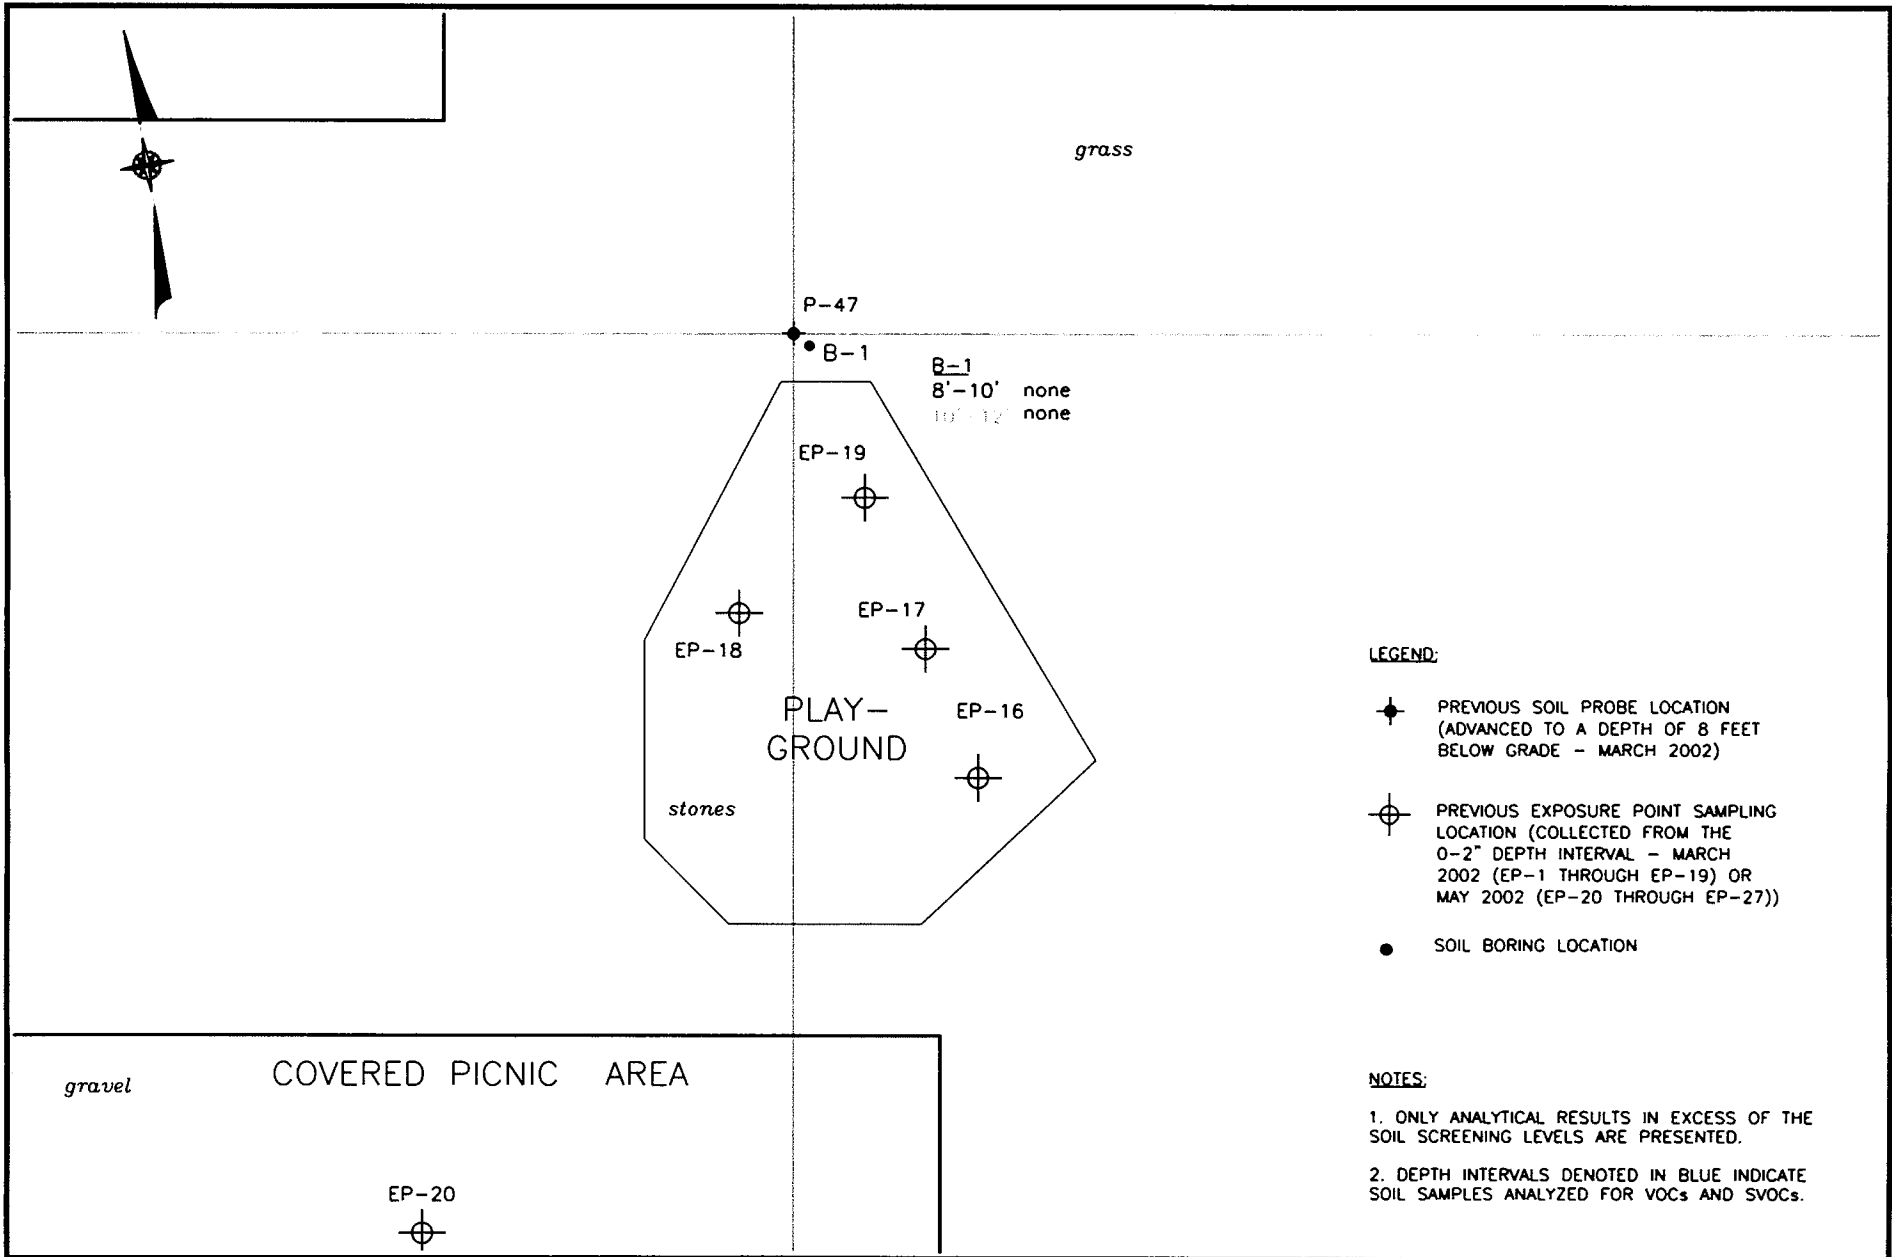 grass
P-47
B-1
B-1
8'-10' none
10'-12' none
EP-19
EP-17
EP-18
PLAY-
GROUND
EP-16
stones
LEGEND:
PREVIOUS SOIL PROBE LOCATION
(ADVANCED TO A DEPTH OF 8 FEET
BELOW GRADE - MARCH 2002)
PREVIOUS EXPOSURE POINT SAMPLING
LOCATION (COLLECTED FROM THE
0-2" DEPTH INTERVAL - MARCH
2002 (EP-1 THROUGH EP-19) OR
MAY 2002 (EP-20 THROUGH EP-27))
SOIL BORING LOCATION
COVERED PICNIC AREA
gravel
EP-20
NOTES:
1. ONLY ANALYTICAL RESULTS IN EXCESS OF THE
SOIL SCREENING LEVELS ARE PRESENTED.
2. DEPTH INTERVALS DENOTED IN BLUE INDICATE
SOIL SAMPLES ANALYZED FOR VOCs AND SVOCs.